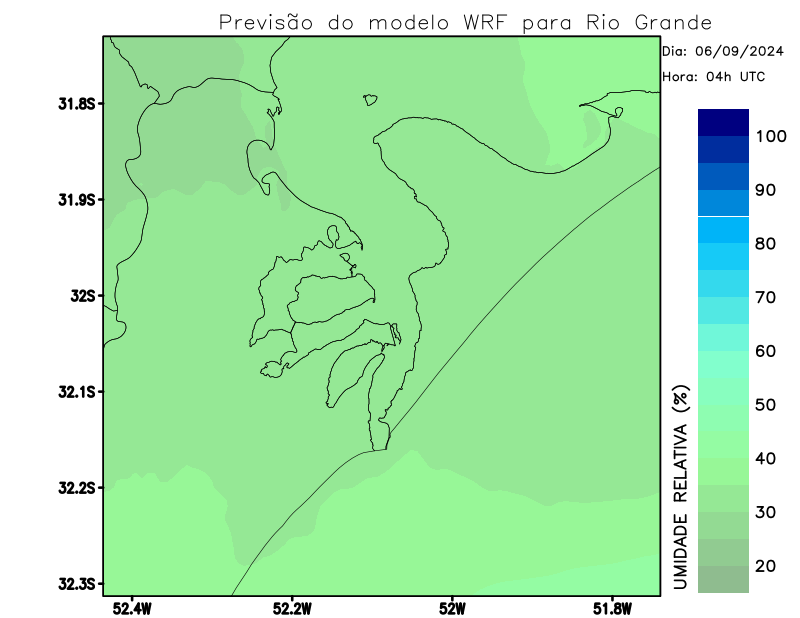 Previsão do modelo WRF para Rio Grande
Dia: 06/09/2024
Hora: 04h UTC
31.8S
31.9S
32S
32.1S
32.2S
32.3S
52.4W
52.2W
52W
51.8W
UMIDADE RELATIVA (%)
100
90
80
70
60
50
40
30
20